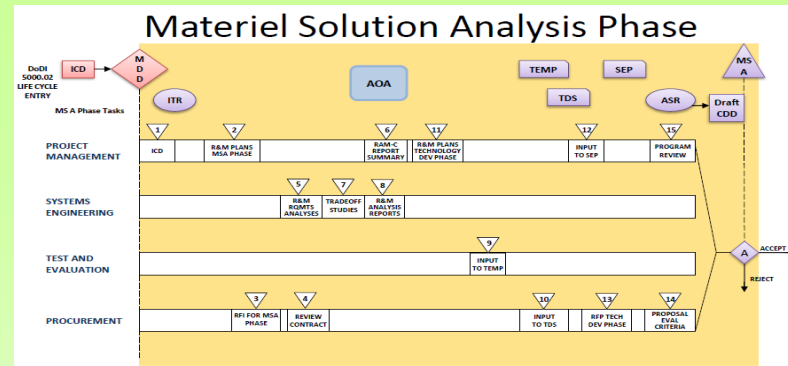 Materiel Solution Analysis Phase
DoDI
5000.02
LIFE CYCLE
ENTRY
ICD
M
D
D
ITR
AOA
TEMP
SEP
TDS
ASR
Draft
CDD
MS
A
MS A Phase Tasks
PROJECT
MANAGEMENT
1
ICD
2
R&M PLANS
MSA PHASE
6
RAM-C
REPORT
SUMMARY
11
R&M PLANS
TECHNOLOGY
DEV PHASE
12
INPUT
TO SEP
15
PROGRAM
REVIEW
SYSTEMS
ENGINEERING
5
R&M
RQMTS
ANALYSES
7
TRADEOFF
STUDIES
8
R&M
ANALYSIS
REPORTS
TEST AND
EVALUATION
9
INPUT
TO TEMP
A
ACCEPT
REJECT
PROCUREMENT
3
RFI FOR MSA
PHASE
4
REVIEW
CONTRACT
10
INPUT
TO TDS
13
RFP TECH
DEV PHASE
14
PROPOSAL
EVAL
CRITERIA